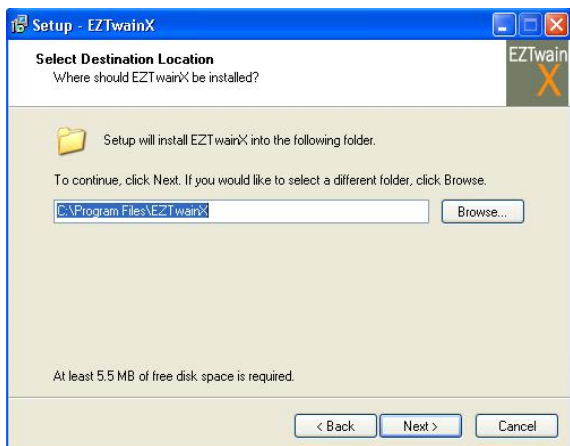 Setup - EZTwainX
Select Destination Location
Where should EZTwainX be installed?
EZTwain
X
Setup will install EZTwainX into the following folder.
To continue, click Next. If you would like to select a different folder, click Browse.
C:\Program Files\EZTwainX
Browse...
At least 5.5 MB of free disk space is required.
< Back
Next >
Cancel